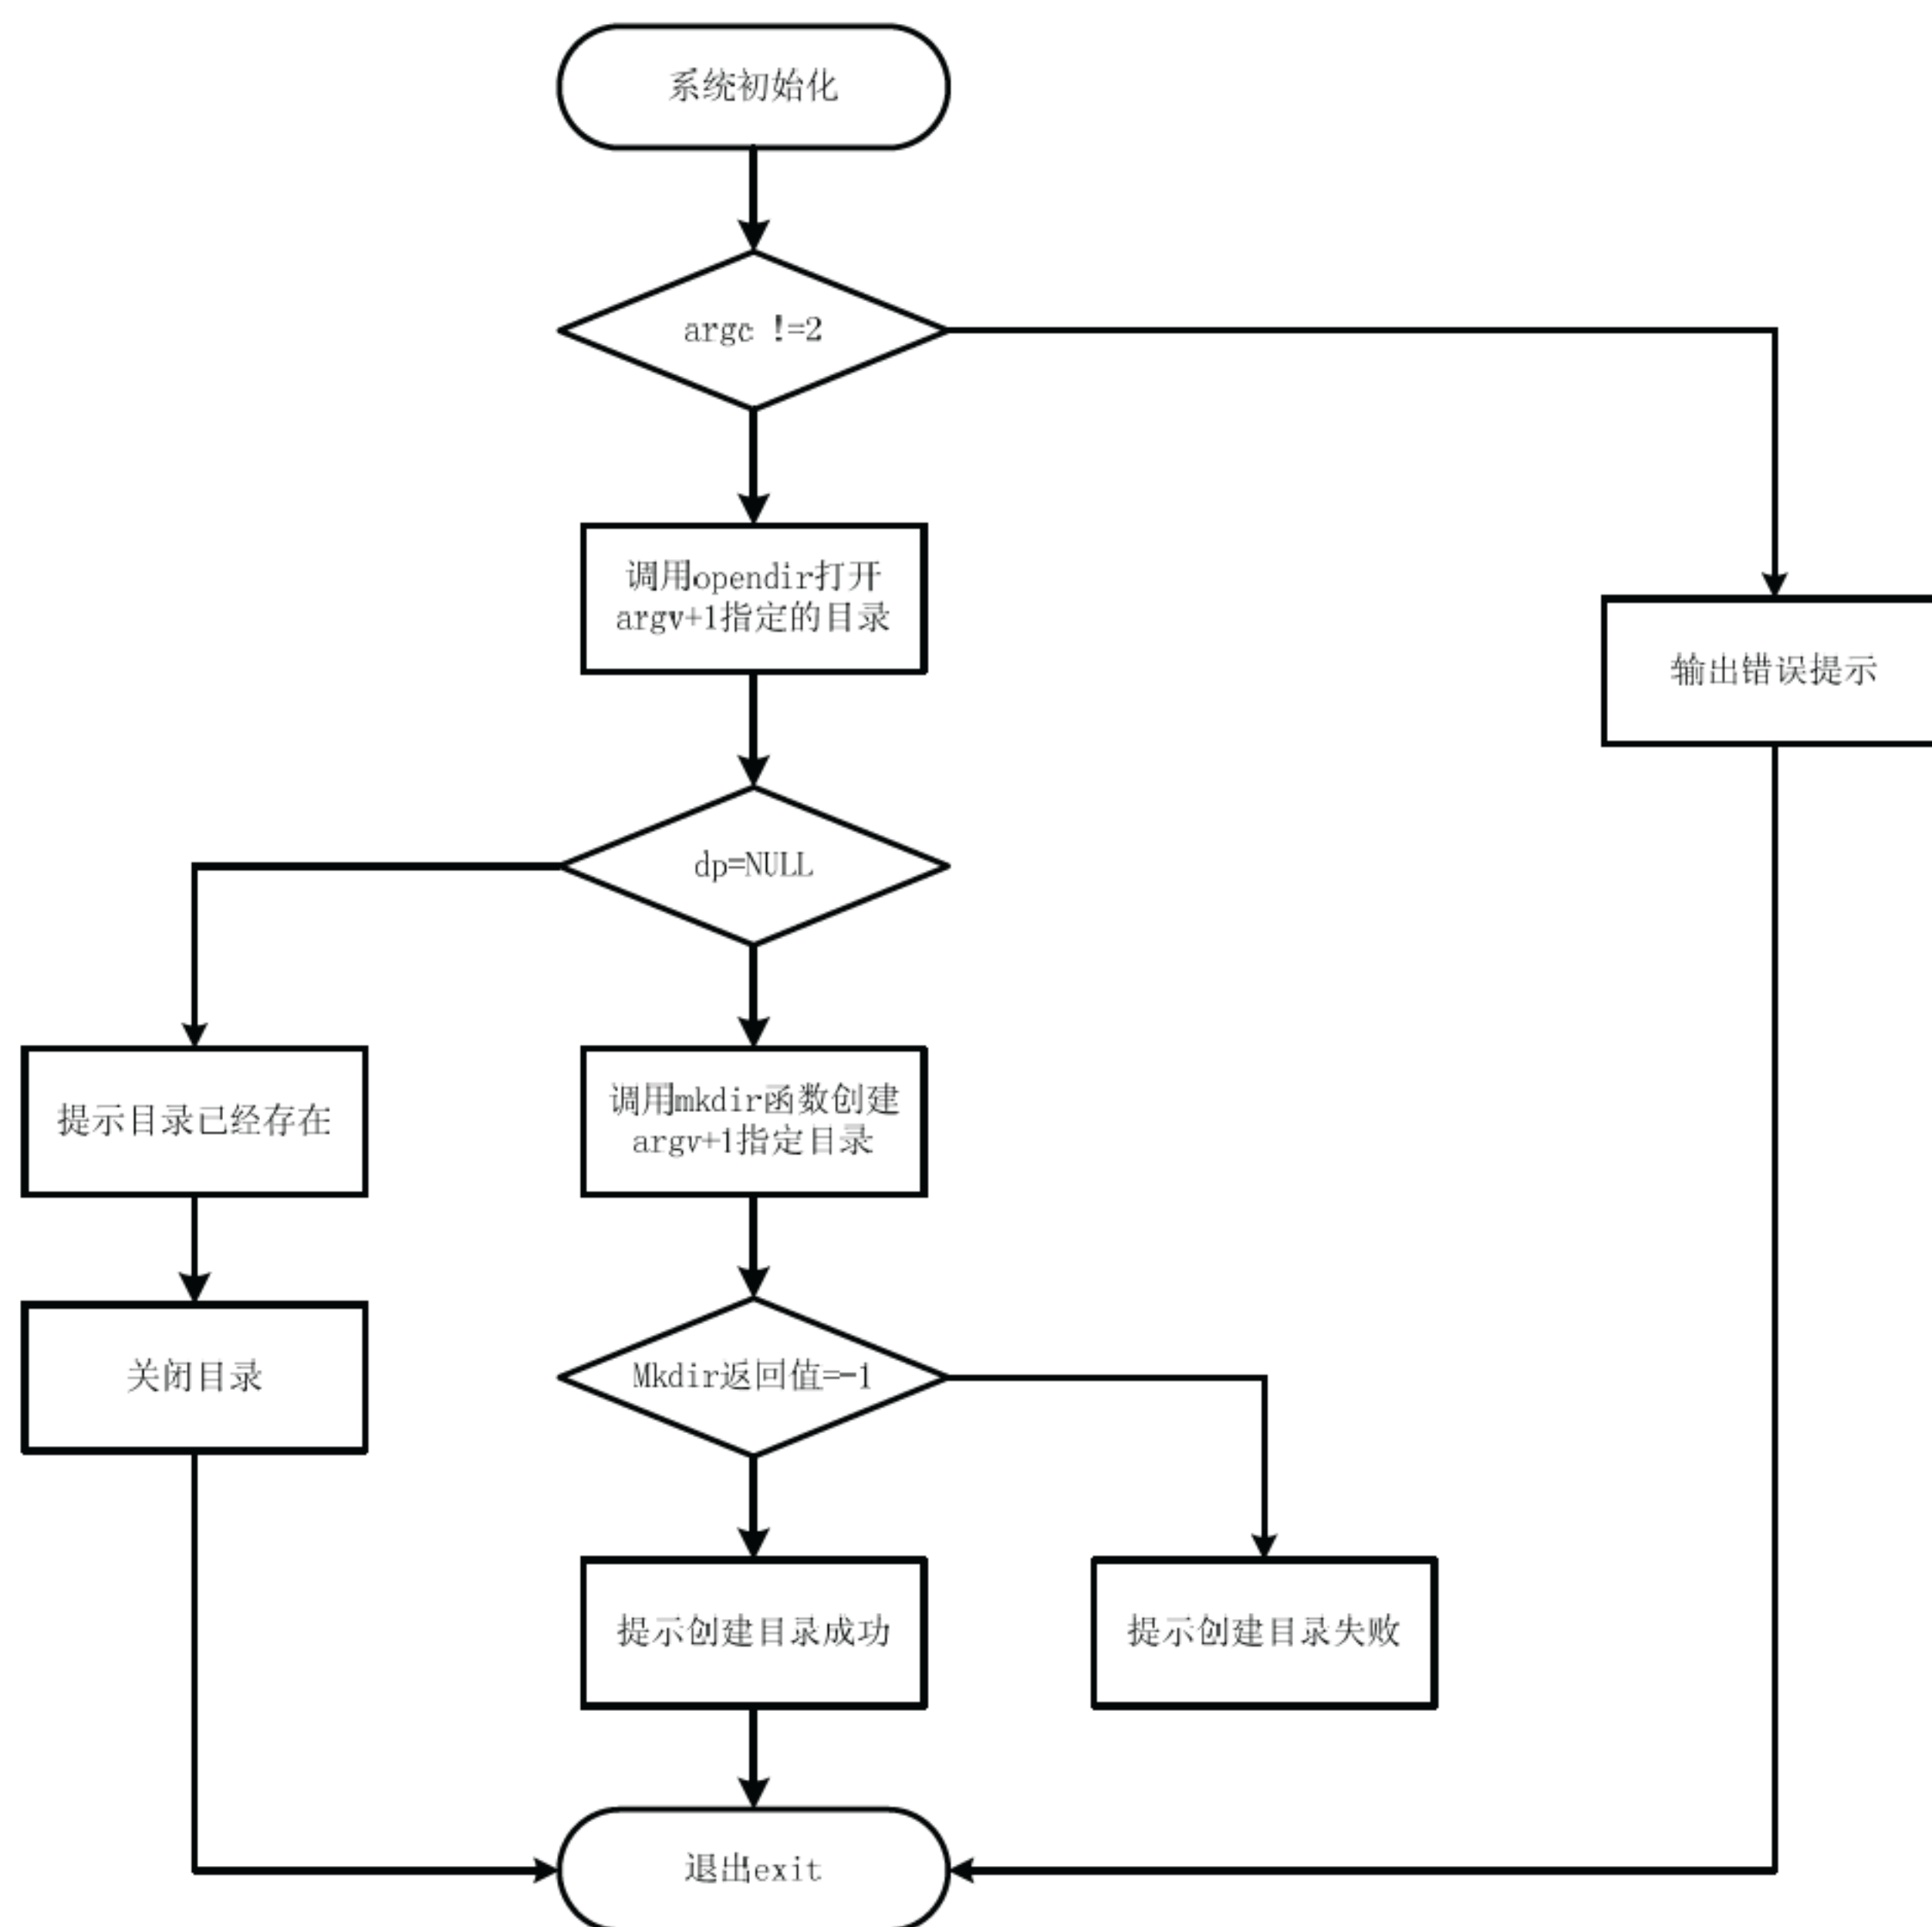 系统初始化
argc !=2
调用opendir打开
argv+1指定的目录
输出错误提示
dp=NULL
提示目录已经存在
调用mkdir函数创建
argv+1指定目录
关闭目录
Mkdir返回值=-1
提示创建目录成功
提示创建目录失败
退出exit